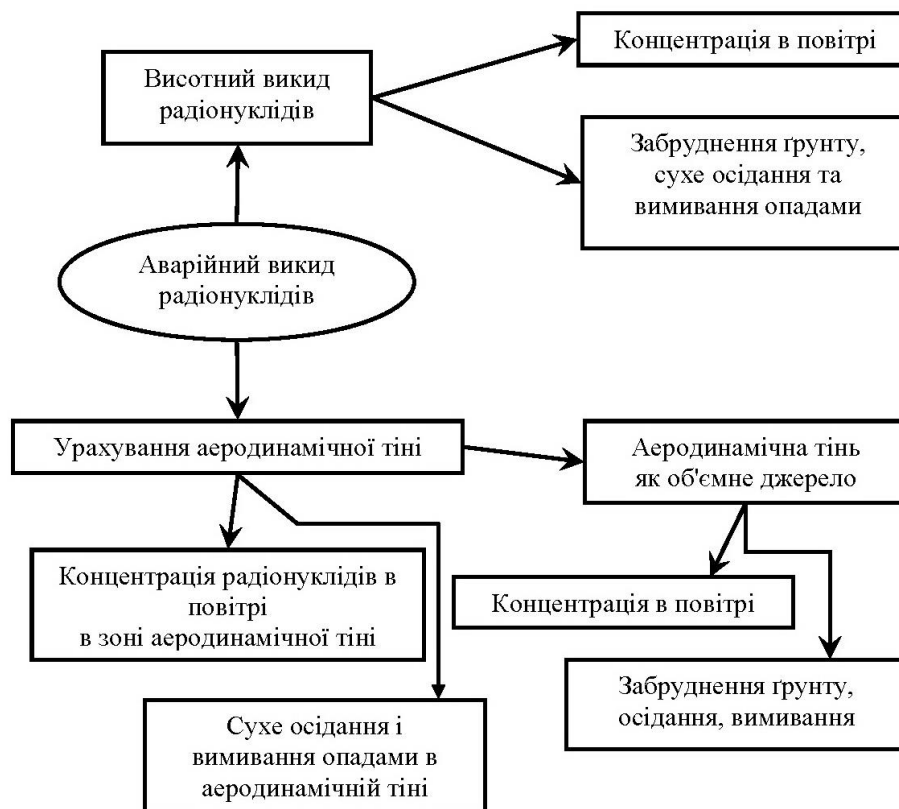 Концентрація в повітрі
Висотний викид
радіонуклідів
Забруднення ґрунту,
сухе осідання та
вимивання опадами
Аварійний викид
радіонуклідів
Урахування аеродинамічної тіні
Аеродинамічна тінь
як об'ємне джерело
Концентрація радіонуклідів в
повітрі
в зоні аеродинамічної тіні
Концентрація в повітрі
Забруднення ґрунту,
осідання, вимивання
Сухе осідання і
вимивання опадами в
аеродинамічній тіні